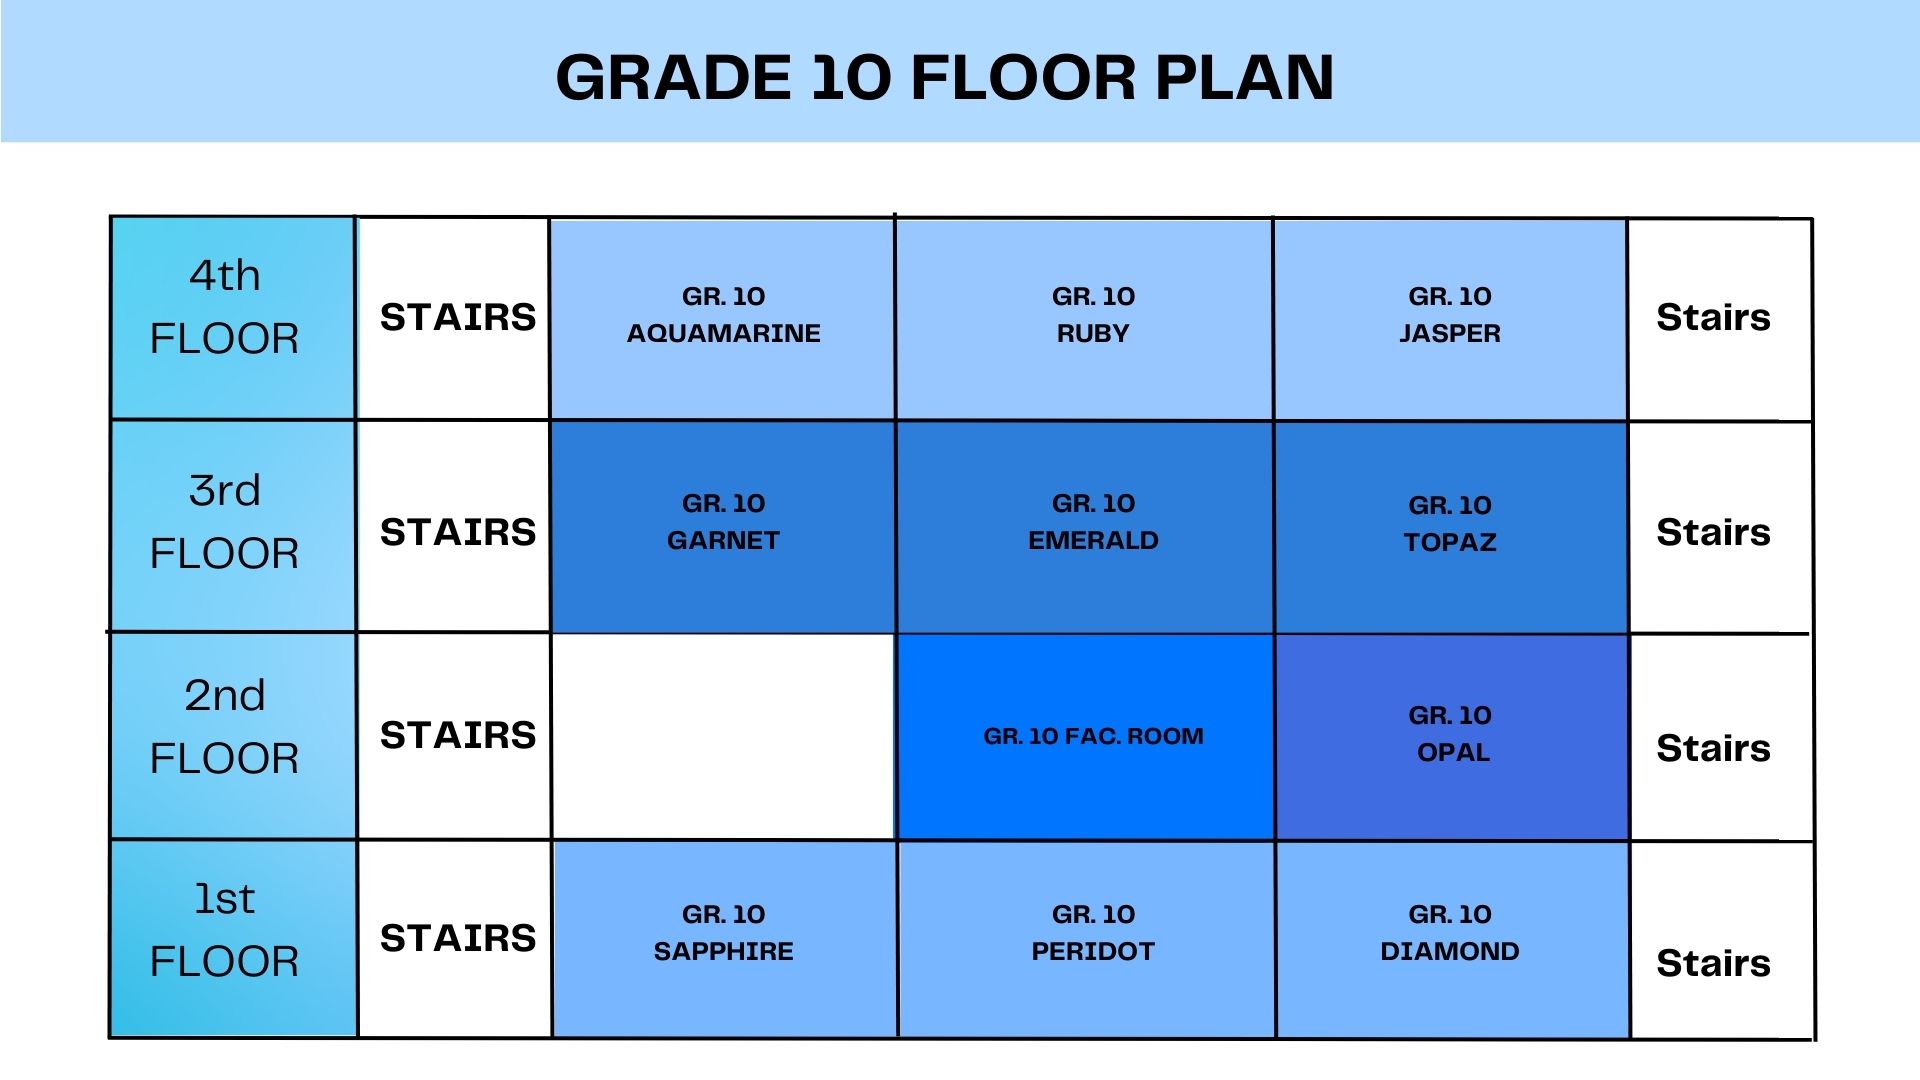 GRADE 10 FLOOR PLAN
4th
FLOOR
STAIRS
GR. 10
AQUAMARINE
GR. 10
RUBY
GR. 10
JASPER
Stairs
3rd
FLOOR
STAIRS
GR. 10
GARNET
GR. 10
EMERALD
GR. 10
TOPAZ
Stairs
2nd
FLOOR
STAIRS
GR. 10 FAC. ROOM
GR. 10
OPAL
Stairs
1st
FLOOR
STAIRS
GR. 10
SAPPHIRE
GR. 10
PERIDOT
GR. 10
DIAMOND
Stairs